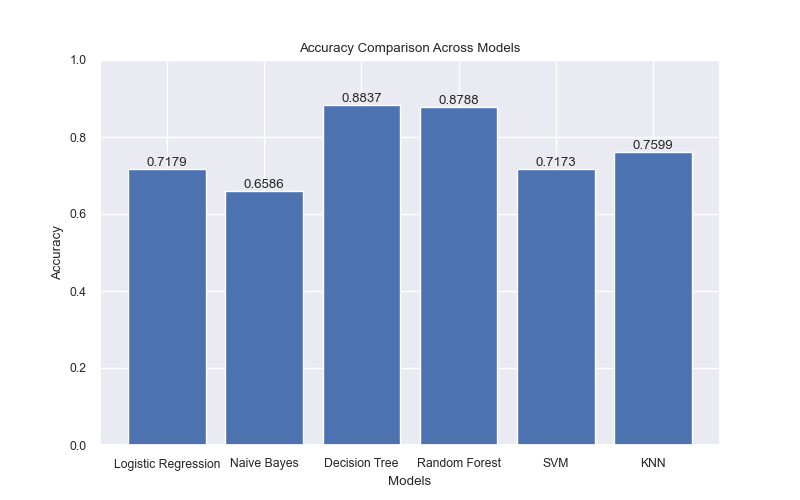 Accuracy Comparison Across Models
1.0
0.8
0.6
0.4
0.2
0.0
Accuracy
0.7179
0.6586
0.8837
0.8788
0.7173
0.7599
Logistic Regression
Naive Bayes
Decision Tree
Random Forest
SVM
KNN
Models